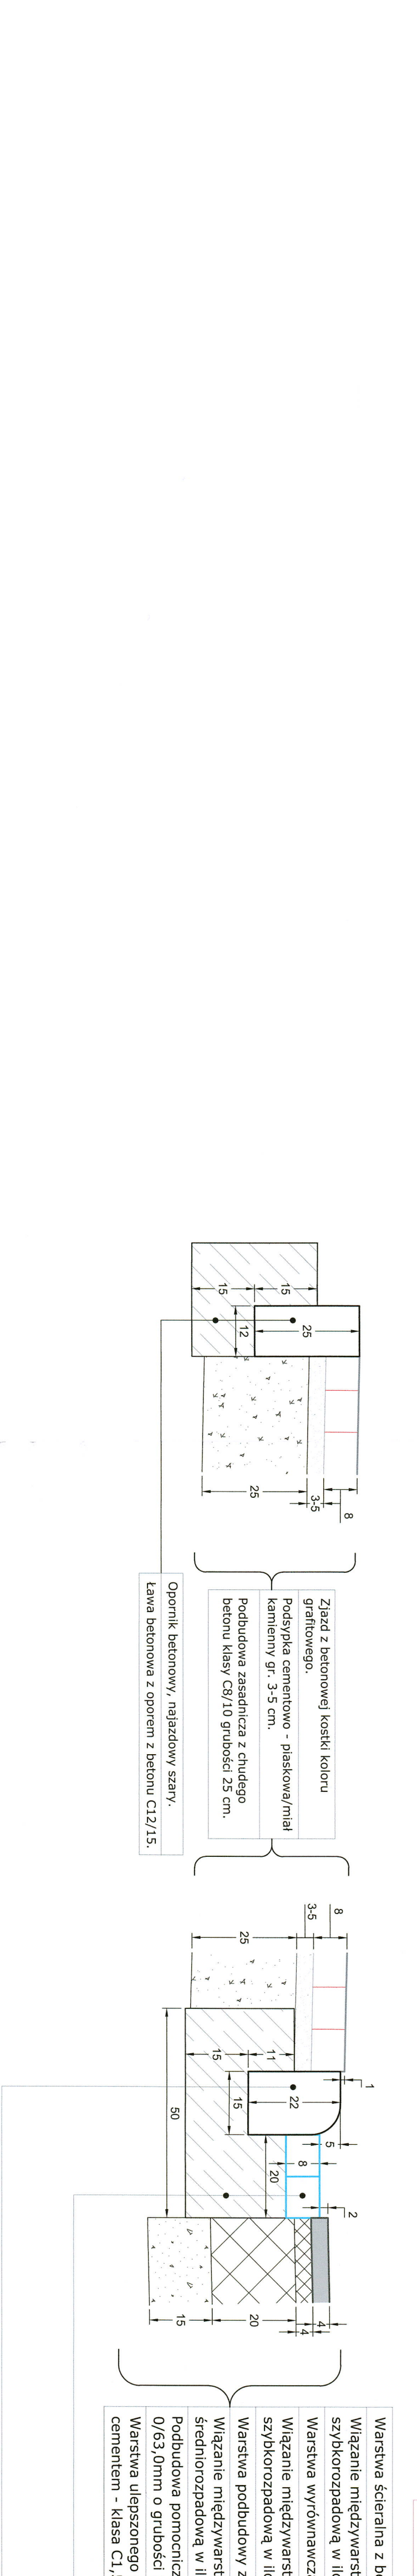 15
15
25
12
25
3-5
8
Zjazd z betonowej kostki koloru
grafitowego.
Podsypka cementowo - piaskowa/miał
kamienny gr. 3-5 cm.
Podbudowa zasadnicza z chudego
betonu klasy C8/10 grubości 25 cm.
Opornik betonowy, najazdowy szary.
Ława betonowa z oporem z betonu C12/15.
8
3-5
25
1
11
15
22
15
50
5
8
20
2
4
4
20
15
Warstwa ścieralna z be
Wiązanie międzywarst
szybkorozpadową w ilo
Warstwa wyrównawcz
Wiązanie międzywarst
szybkorozpadową w ilo
Warstwa podbudowy z
Wiązanie międzywarst
średniorozpadową w il
Podbudowa pomocnicz
0/63,0mm o grubości
Warstwa ulepszonego
cementem - klasa C1,